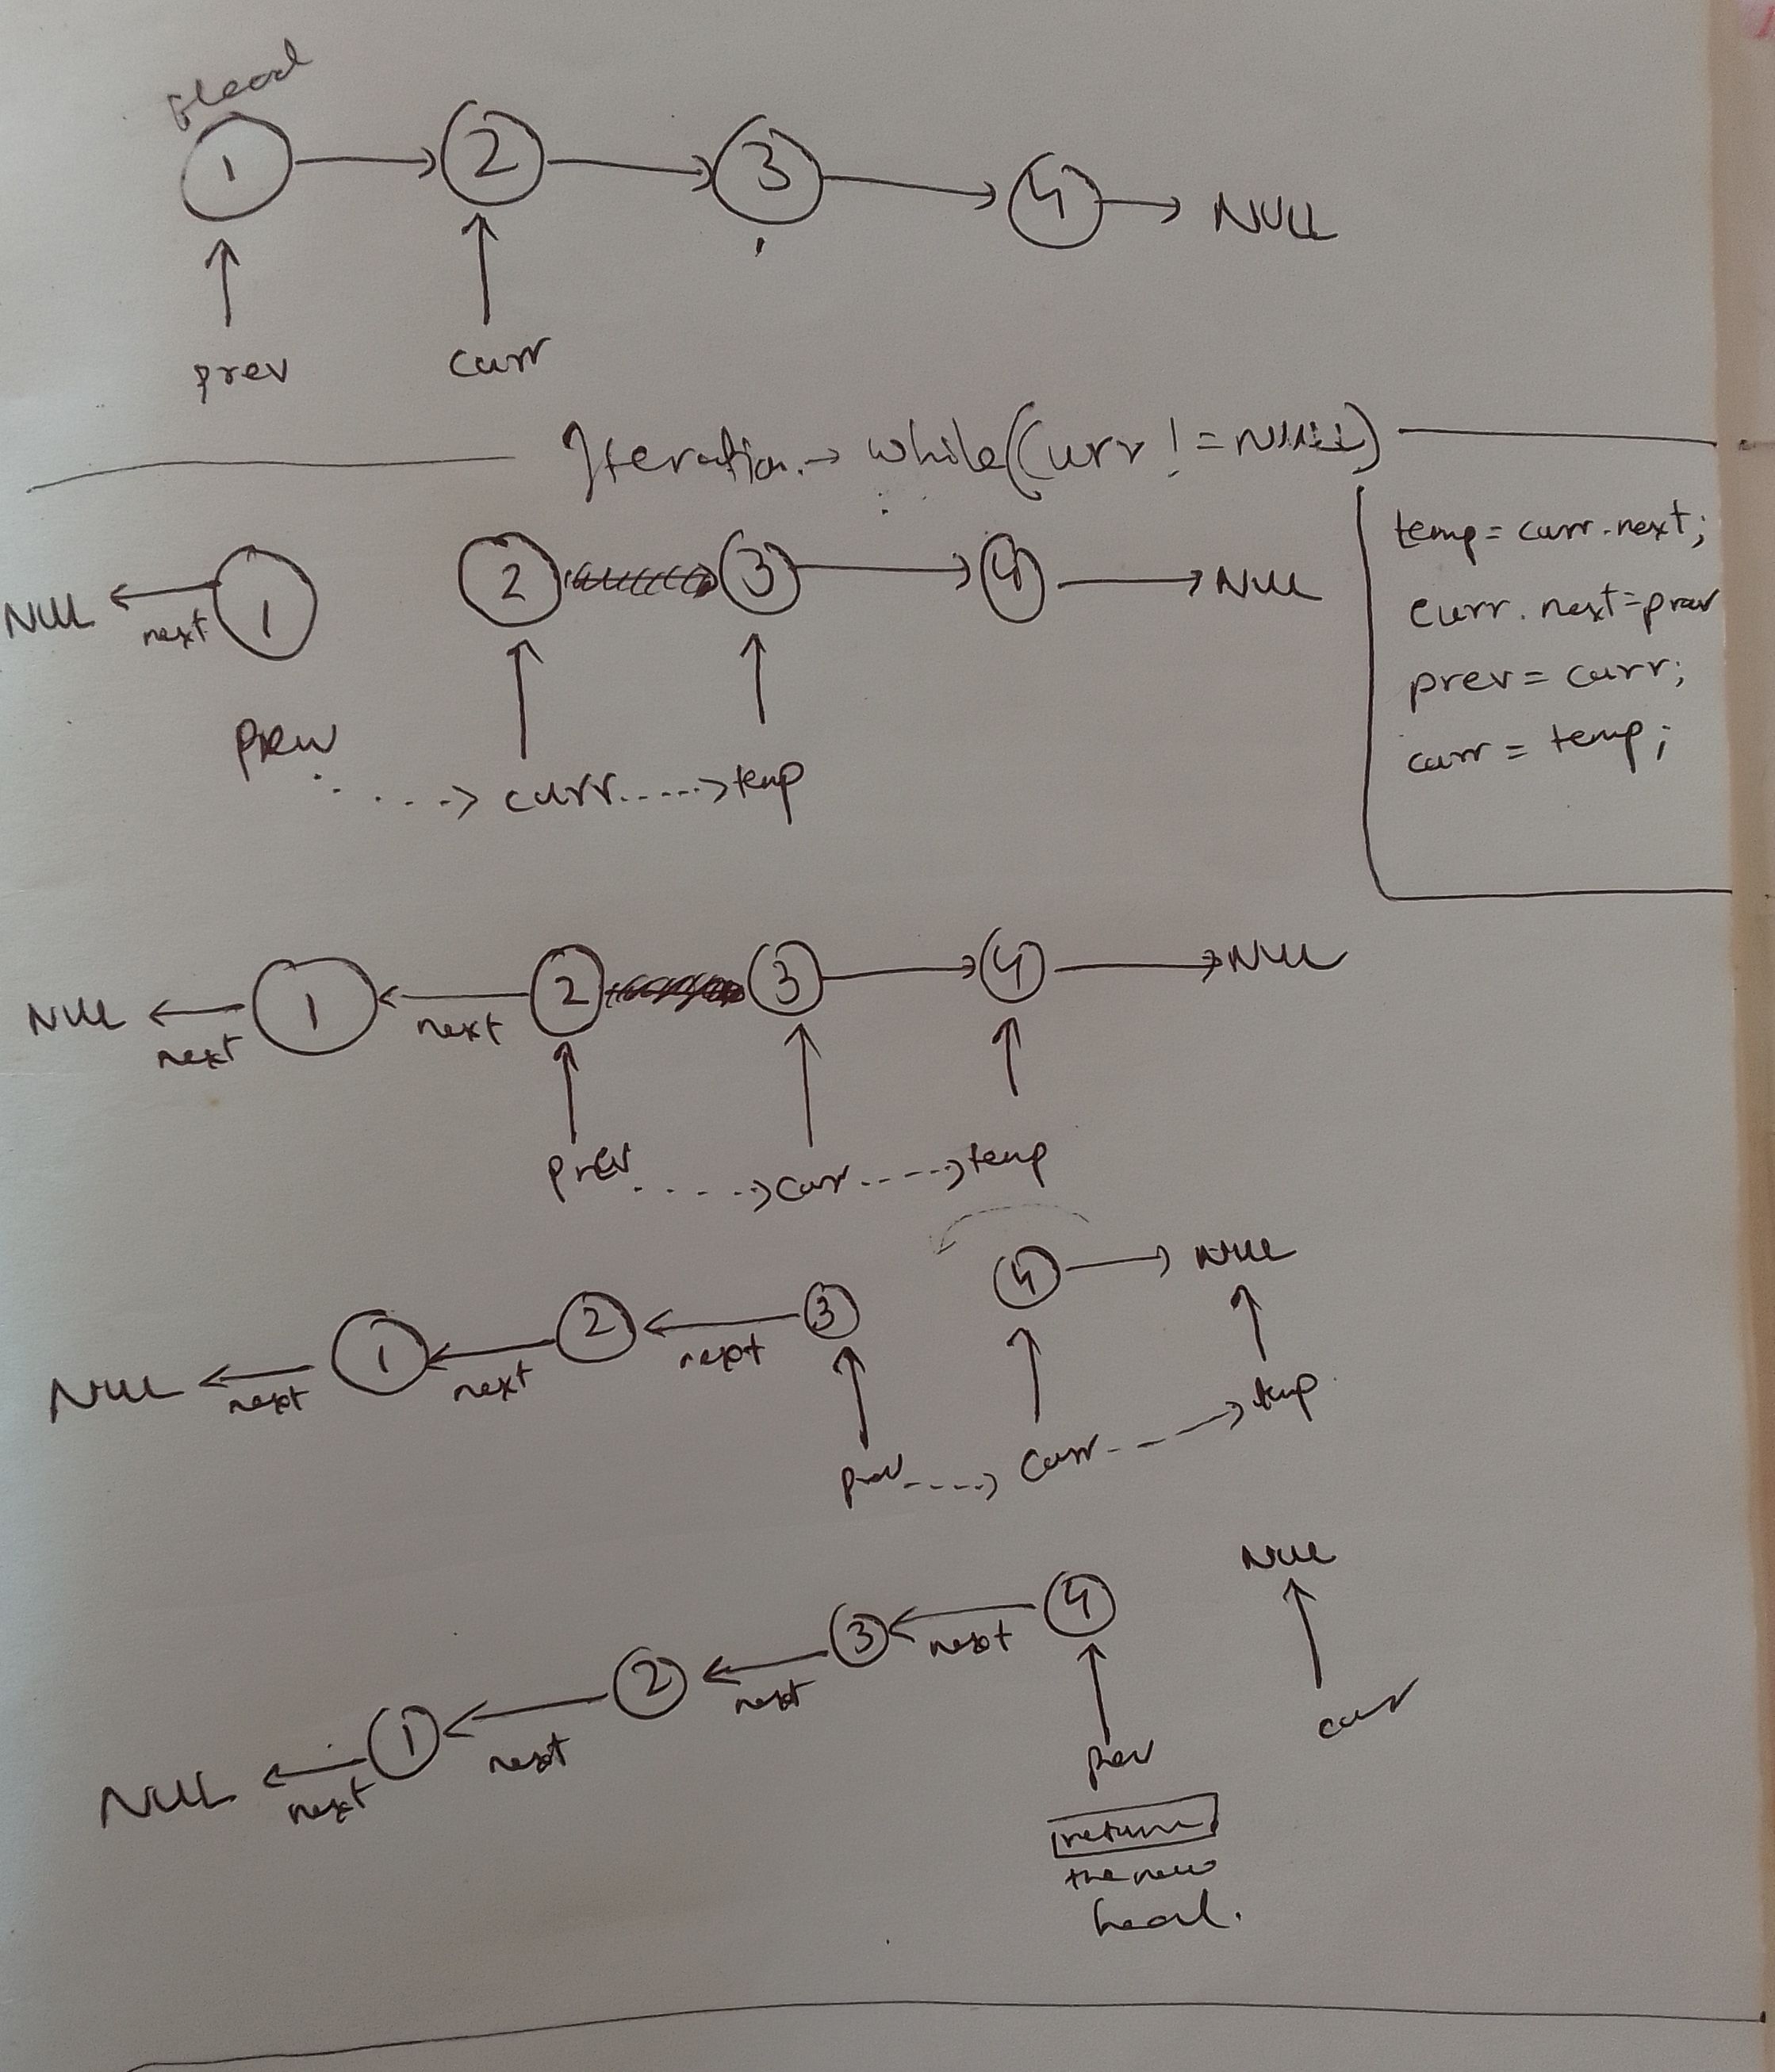 Head
1 2 3 4 NULL
prev curr
Iteration → while(curr != NULL)
temp = curr.next;
curr.next = prev
prev = curr;
curr = temp;
NULL next 1 2 3 4 NULL
prev curr temp
NULL next 1 next 2 3 4 NULL
prev curr temp
NULL next 1 next 2 next 3 4 NULL
prev curr temp
NULL next 1 next 2 next 3 next 4 NULL
prev curr
return
the new
head.